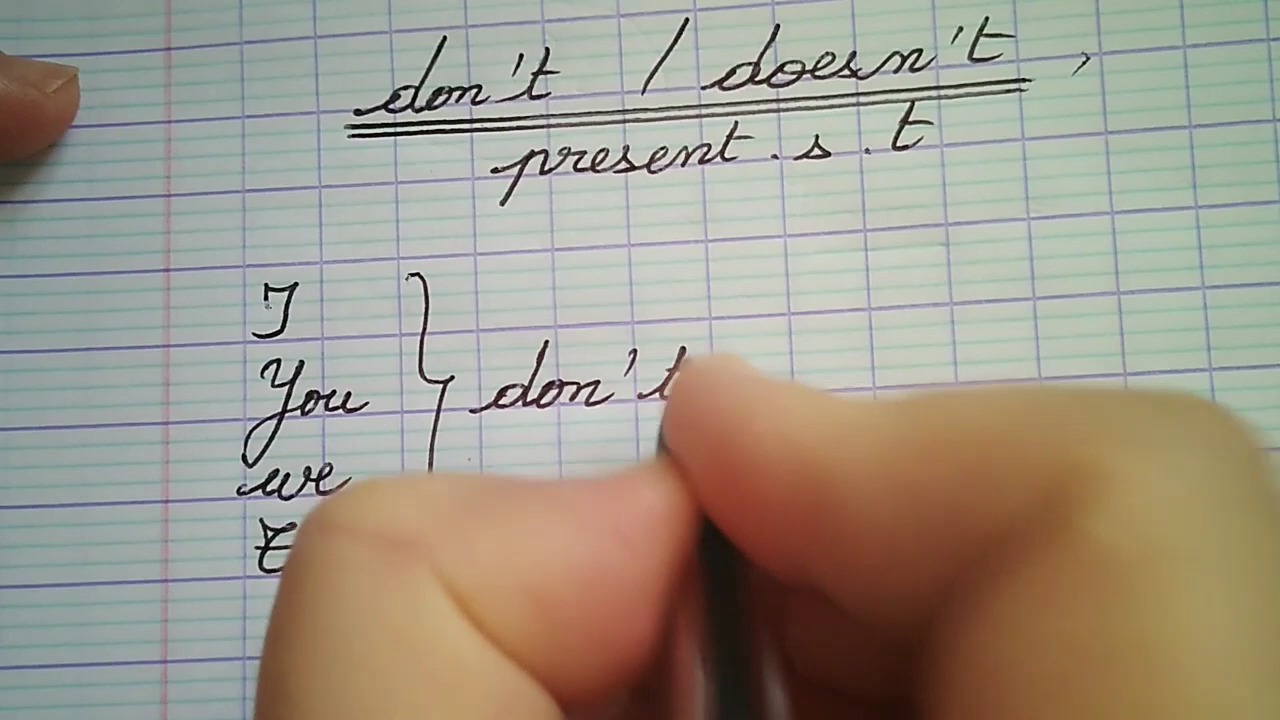 don't / doesn't,
present.s.t
I
You } don't
we